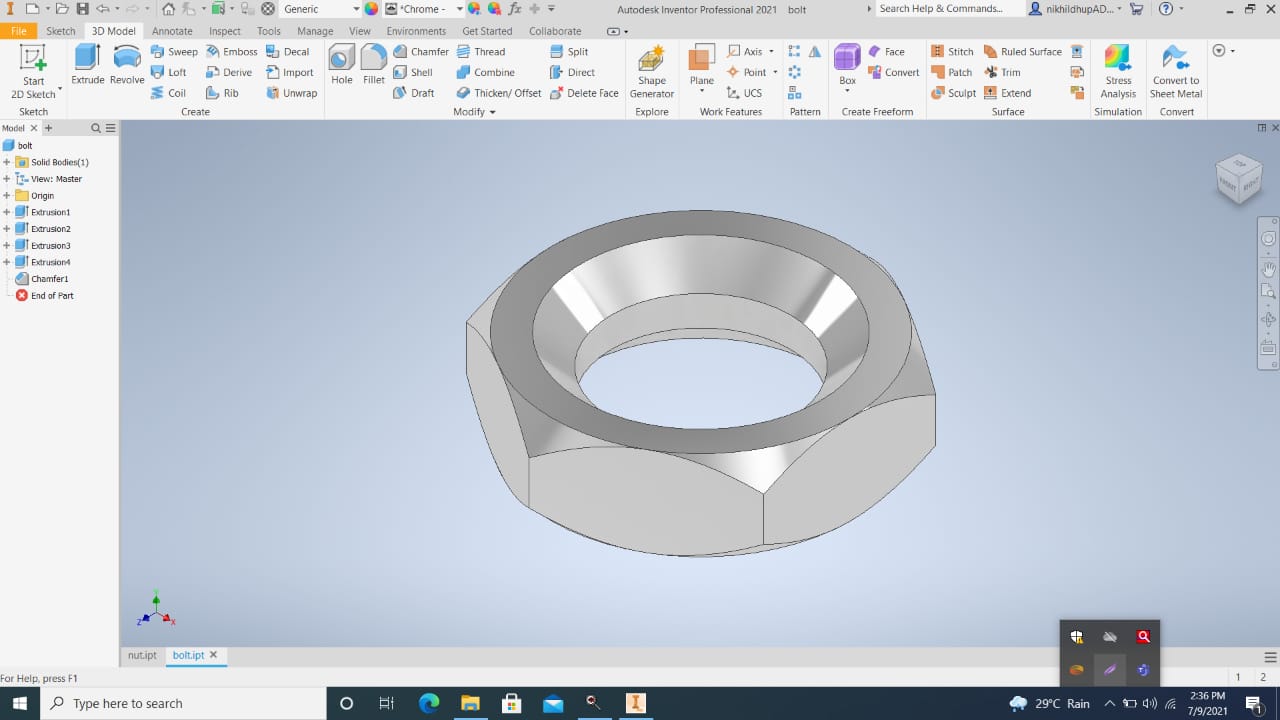 Generic
*Chrome -
Autodesk Inventor Professional 2021 bolt
Search Help & Commands...
nikhildhupAD...
File Sketch 3D Model Annotate Inspect Tools Manage View Environments Get Started Collaborate
Start
2D Sketch
Sketch
Extrude Revolve
Sweep Emboss Decal
Loft Derive Import
Coil Rib Unwrap
Create
Hole Fillet
Chamfer Thread Split
Shell Combine Direct
Draft Thicken/ Offset Delete Face
Modify
Shape
Generator
Explore
Plane
Axis
Point
UCS
Work Features
Pattern
Box
Face
Convert
Create Freeform
Stitch Ruled Surface
Patch Trim
Sculpt Extend
Surface
Stress
Analysis
Simulation
Convert to
Sheet Metal
Convert
Model
bolt
Solid Bodies(1)
View: Master
Origin
Extrusion1
Extrusion2
Extrusion3
Extrusion4
Chamfer1
End of Part
TOP
FRONT RIGHT
Y
Z X
nut.ipt bolt.ipt
For Help, press F1
1 2
Type here to search
29°C Rain
2:36 PM
7/9/2021
1